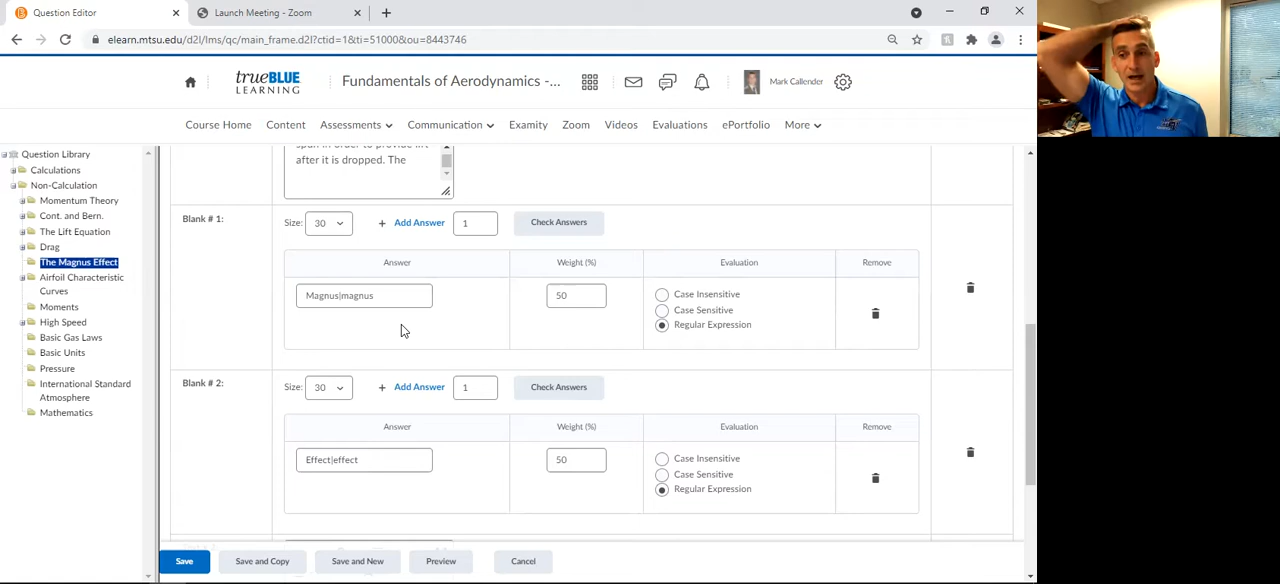 Question Editor
Launch Meeting - Zoom
elearn.mtsu.edu/d2l/lms/qc/main_frame.d2l?ctid=1&ti=51000&ou=8443746
trueBLUE
LEARNING
Fundamentals of Aerodynamics -...
Mark Callender
Course Home Content Assessments Communication Examity Zoom Videos Evaluations ePortfolio More
Question Library
Calculations
Non-Calculation
Momentum Theory
Cont. and Bern.
The Lift Equation
Drag
The Magnus Effect
Airfoil Characteristic
Curves
Moments
High Speed
Basic Gas Laws
Basic Units
Pressure
International Standard
Atmosphere
Mathematics
after it is dropped. The
Blank # 1:
Size: 30 + Add Answer 1 Check Answers
Answer Weight (%) Evaluation Remove
Magnus|magnus 50
Case Insensitive
Case Sensitive
Regular Expression
Blank # 2:
Size: 30 + Add Answer 1 Check Answers
Answer Weight (%) Evaluation Remove
Effect|effect 50
Case Insensitive
Case Sensitive
Regular Expression
Save Save and Copy Save and New Preview Cancel